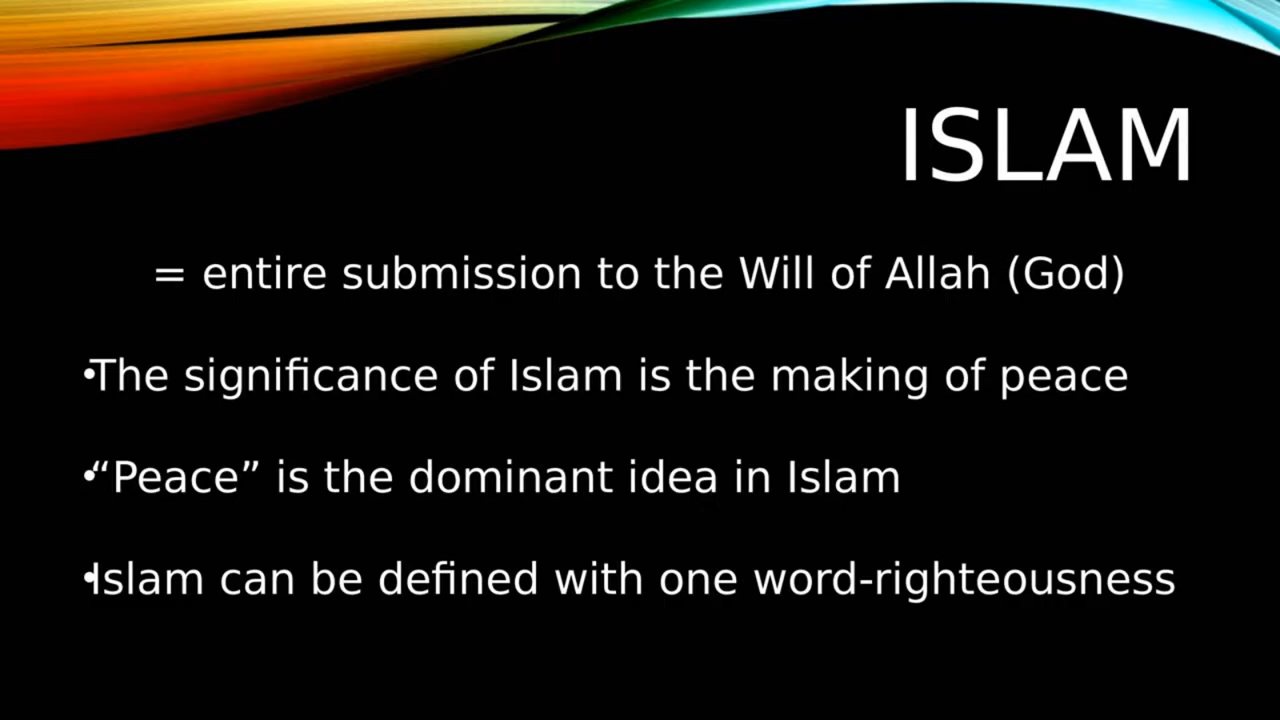 ISLAM
= entire submission to the Will of Allah (God)
•The significance of Islam is the making of peace
•“Peace” is the dominant idea in Islam
•Islam can be defined with one word-righteousness